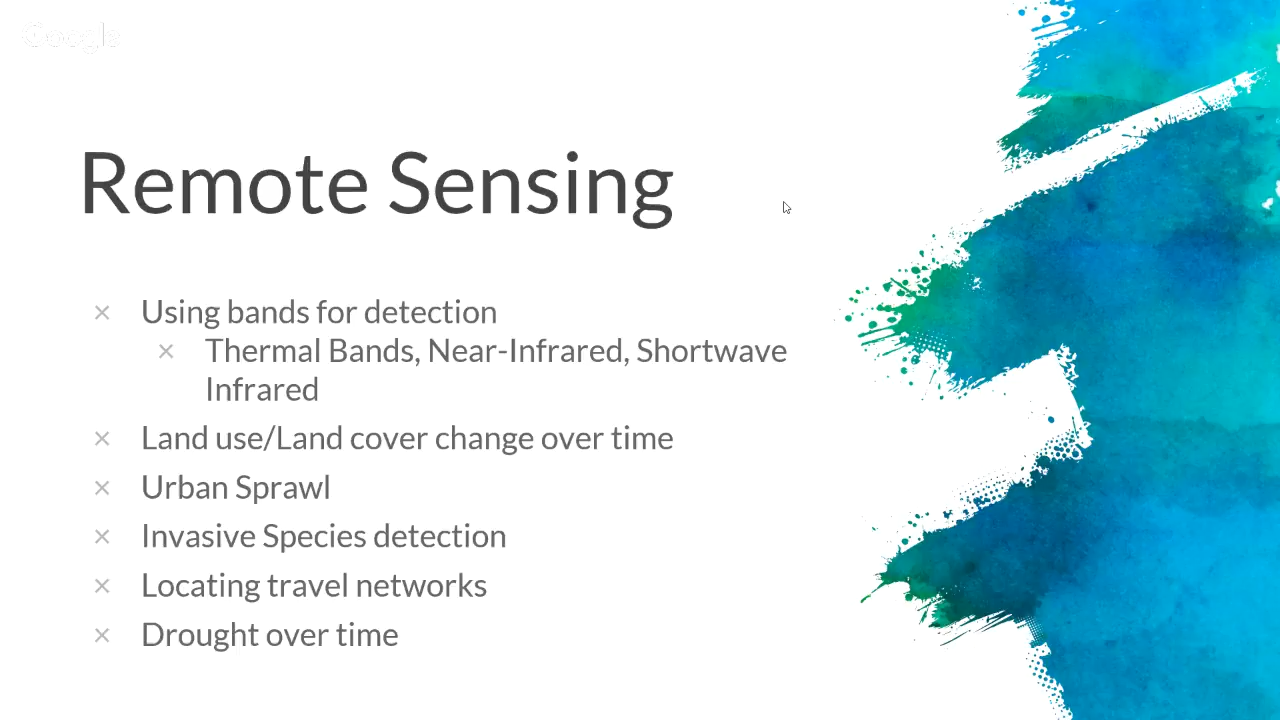 Google
Remote Sensing
× Using bands for detection
× Thermal Bands, Near-Infrared, Shortwave
Infrared
× Land use/Land cover change over time
× Urban Sprawl
× Invasive Species detection
× Locating travel networks
× Drought over time